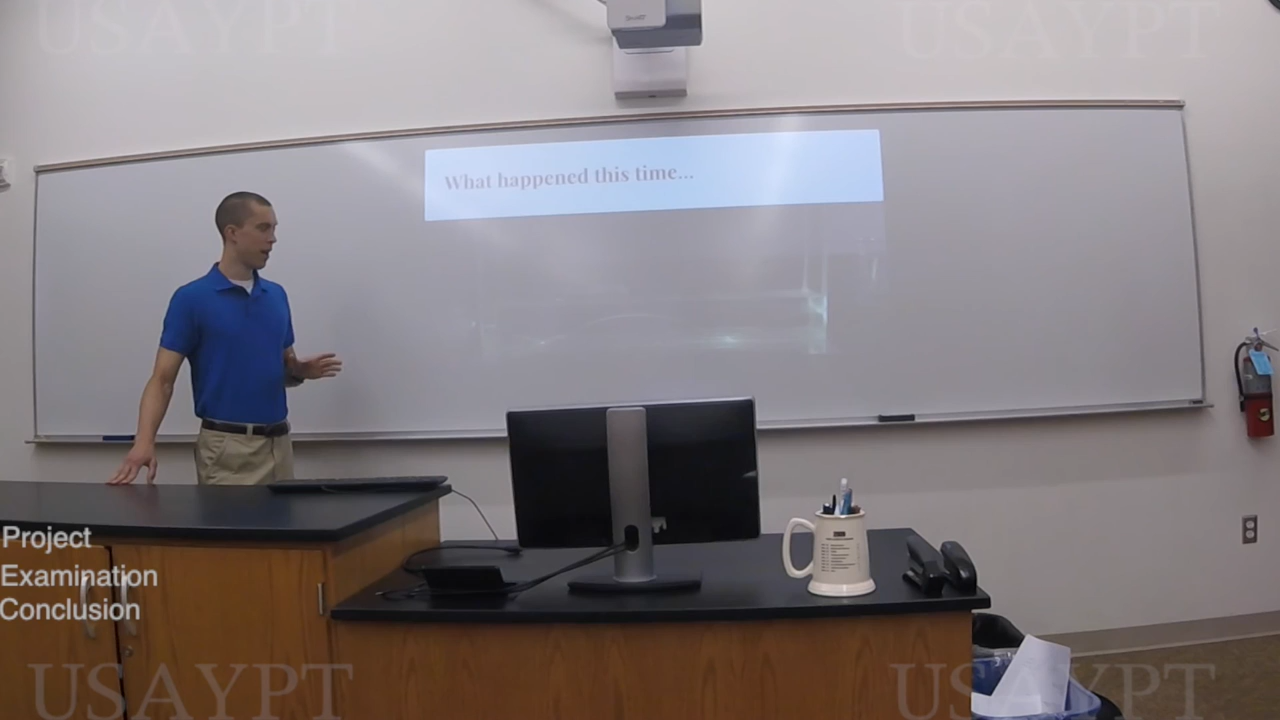 USAYPT
USAYPT
What happened this time...
Project
Examination
Conclusion
USAYPT
USAYPT